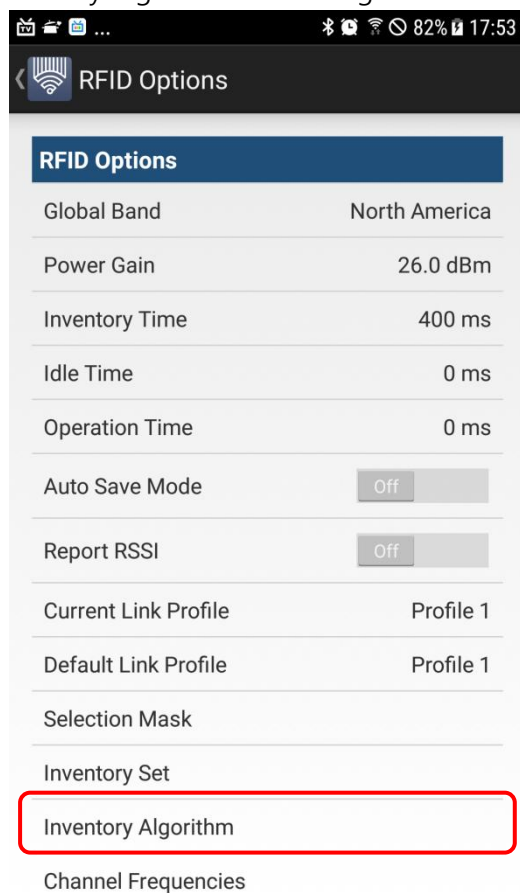 ... 82% 17:53
RFID Options
RFID Options
Global Band North America
Power Gain 26.0 dBm
Inventory Time 400 ms
Idle Time 0 ms
Operation Time 0 ms
Auto Save Mode Off
Report RSSI Off
Current Link Profile Profile 1
Default Link Profile Profile 1
Selection Mask
Inventory Set
Inventory Algorithm
Channel Frequencies